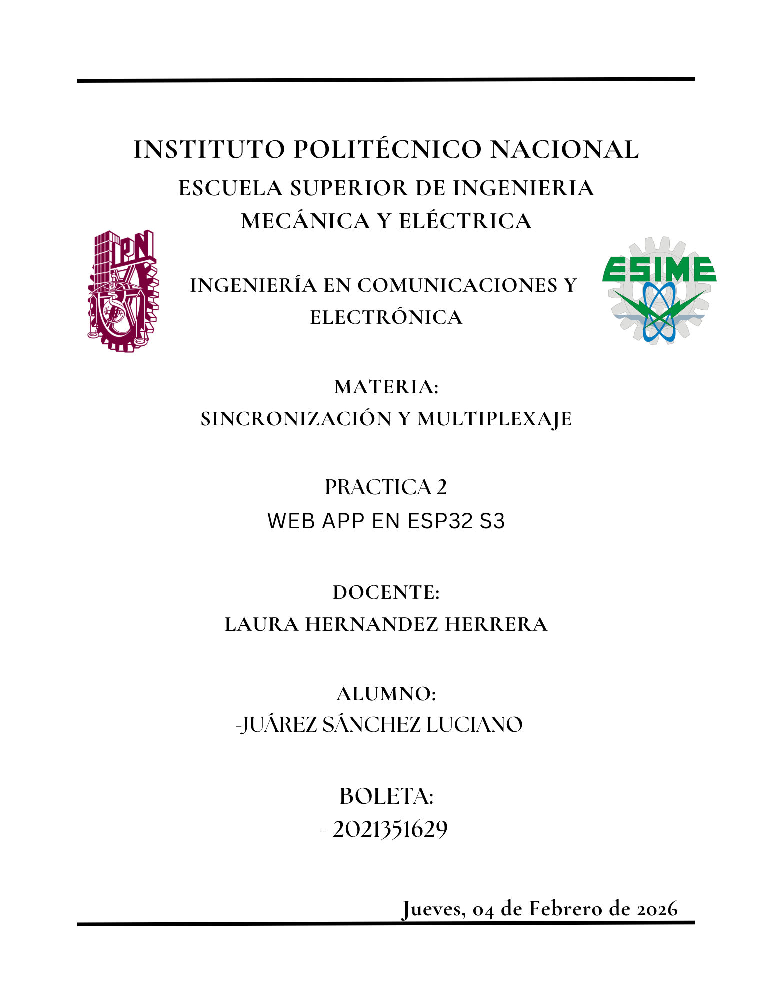 INSTITUTO POLITÉCNICO NACIONAL
ESCUELA SUPERIOR DE INGENIERIA
MECÁNICA Y ELÉCTRICA
IPN
ESIME
INGENIERÍA EN COMUNICACIONES Y
ELECTRÓNICA
MATERIA:
SINCRONIZACIÓN Y MULTIPLEXAJE
PRACTICA 2
WEB APP EN ESP32 S3
DOCENTE:
LAURA HERNANDEZ HERRERA
ALUMNO:
-JUÁREZ SÁNCHEZ LUCIANO
BOLETA:
- 2021351629
Jueves, 04 de Febrero de 2026